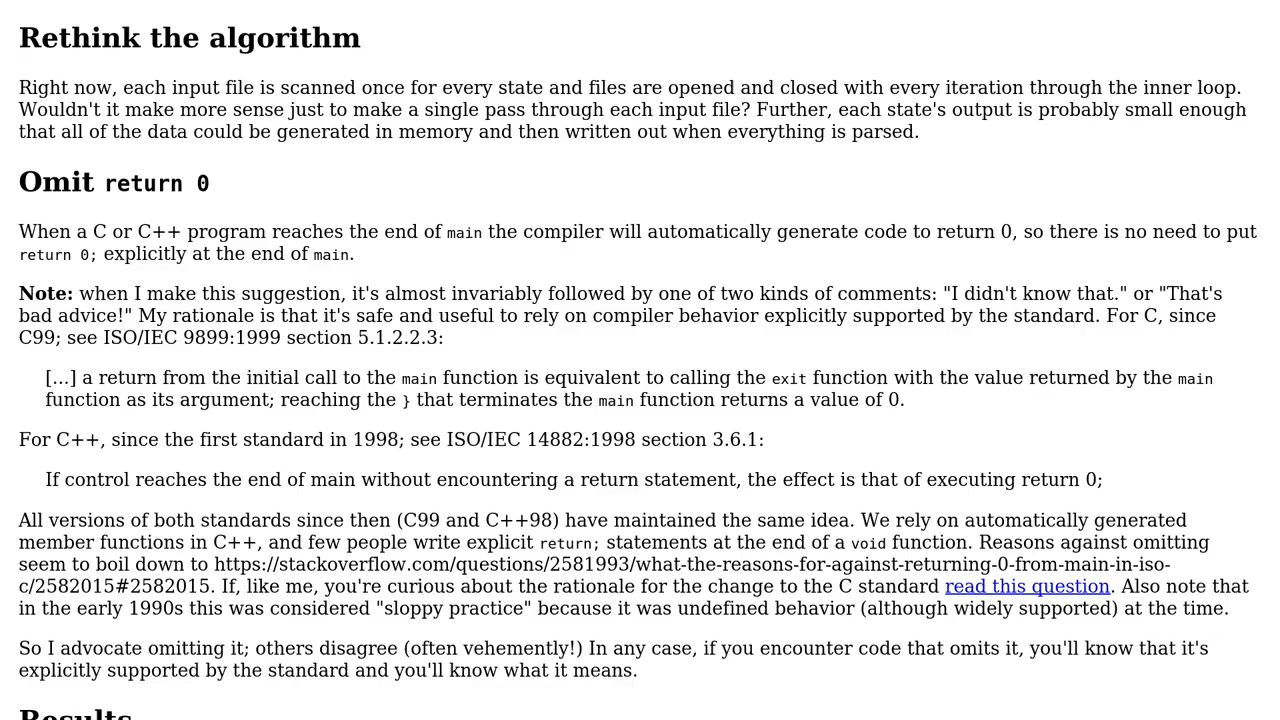 Rethink the algorithm
Right now, each input file is scanned once for every state and files are opened and closed with every iteration through the inner loop.
Wouldn't it make more sense just to make a single pass through each input file? Further, each state's output is probably small enough
that all of the data could be generated in memory and then written out when everything is parsed.
Omit return 0
When a C or C++ program reaches the end of main the compiler will automatically generate code to return 0, so there is no need to put
return 0; explicitly at the end of main.
Note: when I make this suggestion, it's almost invariably followed by one of two kinds of comments: "I didn't know that." or "That's
bad advice!" My rationale is that it's safe and useful to rely on compiler behavior explicitly supported by the standard. For C, since
C99; see ISO/IEC 9899:1999 section 5.1.2.2.3:
[...] a return from the initial call to the main function is equivalent to calling the exit function with the value returned by the main
function as its argument; reaching the } that terminates the main function returns a value of 0.
For C++, since the first standard in 1998; see ISO/IEC 14882:1998 section 3.6.1:
If control reaches the end of main without encountering a return statement, the effect is that of executing return 0;
All versions of both standards since then (C99 and C++98) have maintained the same idea. We rely on automatically generated
member functions in C++, and few people write explicit return; statements at the end of a void function. Reasons against omitting
seem to boil down to https://stackoverflow.com/questions/2581993/what-the-reasons-for-against-returning-0-from-main-in-iso-
c/2582015#2582015. If, like me, you're curious about the rationale for the change to the C standard read this question. Also note that
in the early 1990s this was considered "sloppy practice" because it was undefined behavior (although widely supported) at the time.
So I advocate omitting it; others disagree (often vehemently!) In any case, if you encounter code that omits it, you'll know that it's
explicitly supported by the standard and you'll know what it means.
Results